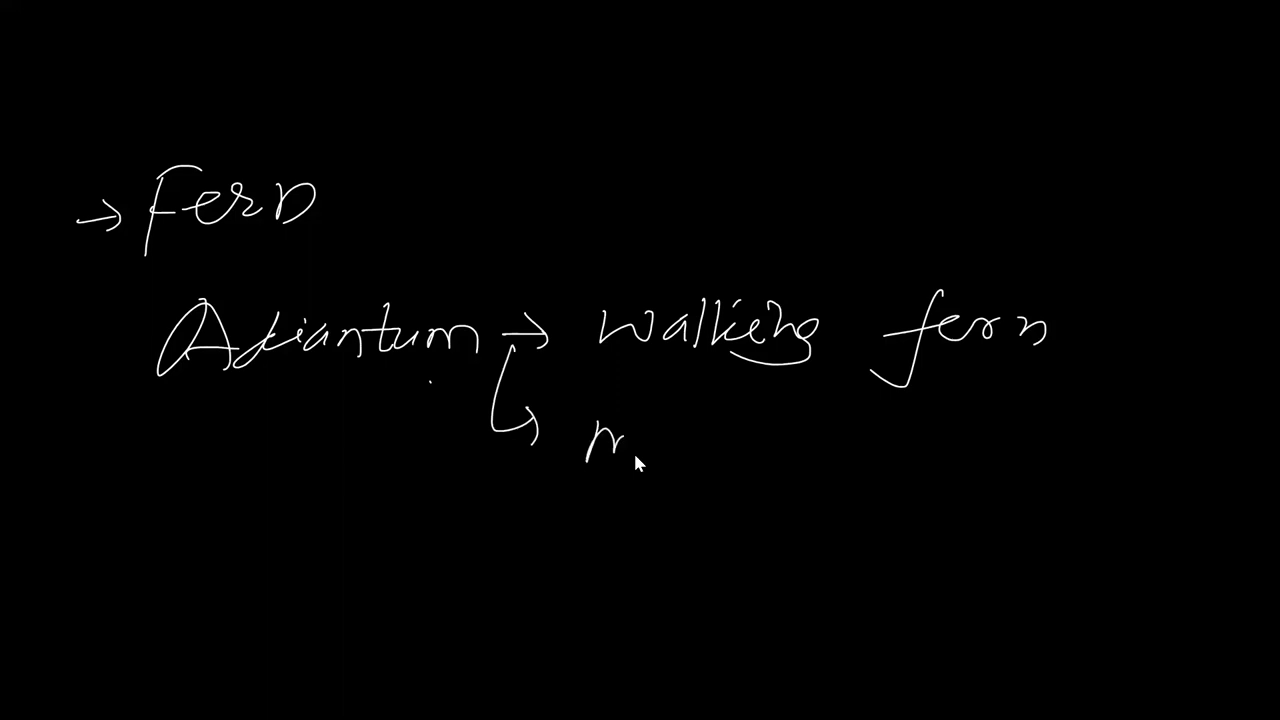 → Fern
Adiantum → walking fern
↳